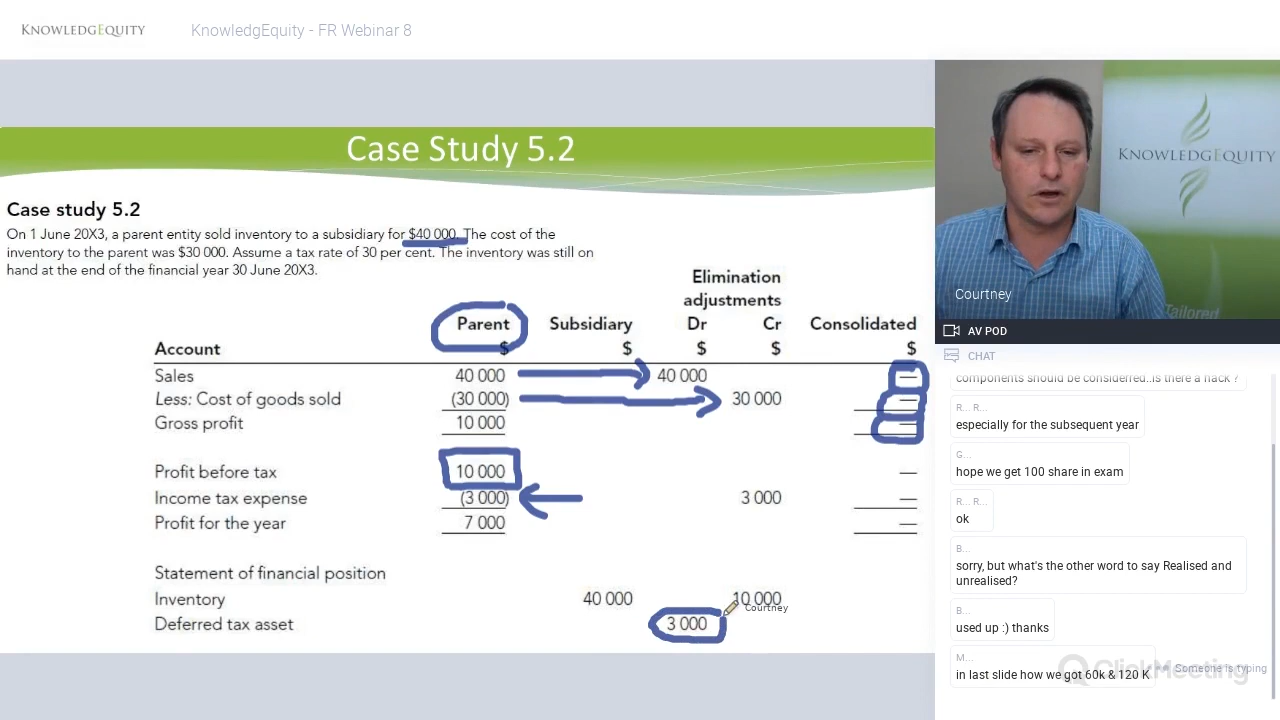 KNOWLEDGEQUITY
KnowledgEquity - FR Webinar 8
Case Study 5.2
Case study 5.2
On 1 June 20X3, a parent entity sold inventory to a subsidiary for $40 000. The cost of the
inventory to the parent was $30 000. Assume a tax rate of 30 per cent. The inventory was still on
hand at the end of the financial year 30 June 20X3.
Elimination
adjustments
Parent Subsidiary Dr Cr Consolidated
Account $ $ $ $ $
Sales 40 000 40 000 —
Less: Cost of goods sold (30 000) 30 000 —
Gross profit 10 000 —
Profit before tax 10 000 —
Income tax expense (3 000) 3 000 —
Profit for the year 7 000 —
Statement of financial position
Inventory 40 000 10 000
Courtney
Deferred tax asset 3 000
KNOWLEDGEQUITY
Tailored
Courtney
AV POD
CHAT
components should be considerred..is there a hack ?
R... R...
especially for the subsequent year
G...
hope we get 100 share in exam
R... R...
ok
B...
sorry, but what's the other word to say Realised and
unrealised?
B...
used up :) thanks
M...
in last slide how we got 60k & 120 K
ClickMeeting
Someone is typing